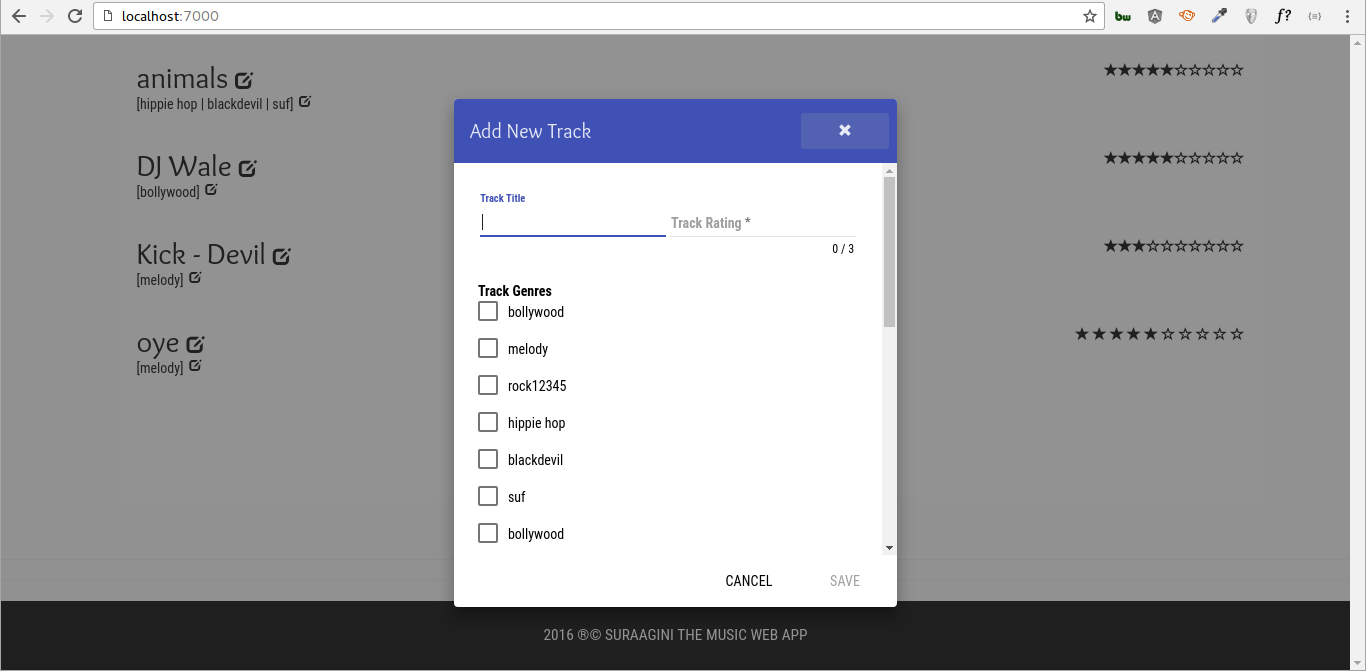 localhost:7000
bw
A
f?
{=}
animals
★★★★★☆☆☆☆☆
[hippie hop | blackdevil | suf]
Add New Track
✖
DJ Wale
★★★★★☆☆☆☆☆
[bollywood]
Track Title
Track Rating *
0 / 3
Kick - Devil
★★★☆☆☆☆☆☆☆
[melody]
Track Genres
bollywood
oye
★★★★★☆☆☆☆☆
[melody]
melody
rock12345
hippie hop
blackdevil
suf
bollywood
CANCEL
SAVE
2016 ®© SURAAGINI THE MUSIC WEB APP